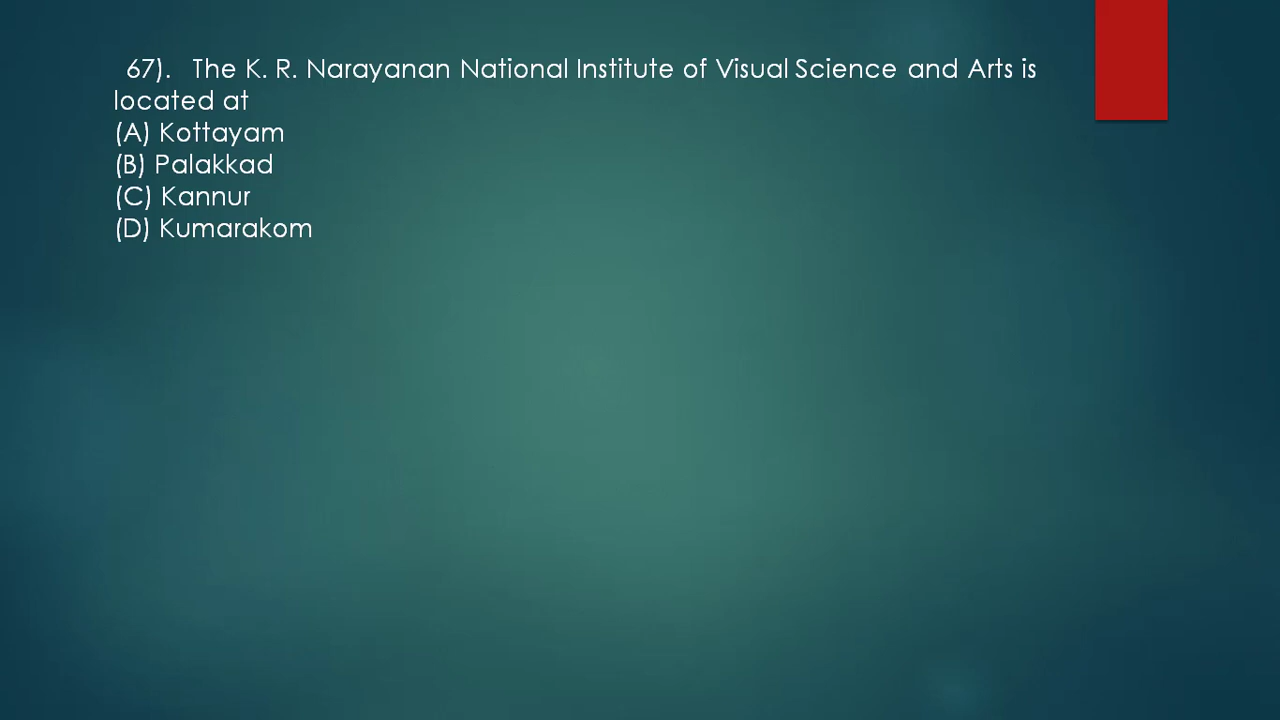 67). The K. R. Narayanan National Institute of Visual Science and Arts is
located at
(A) Kottayam
(B) Palakkad
(C) Kannur
(D) Kumarakom